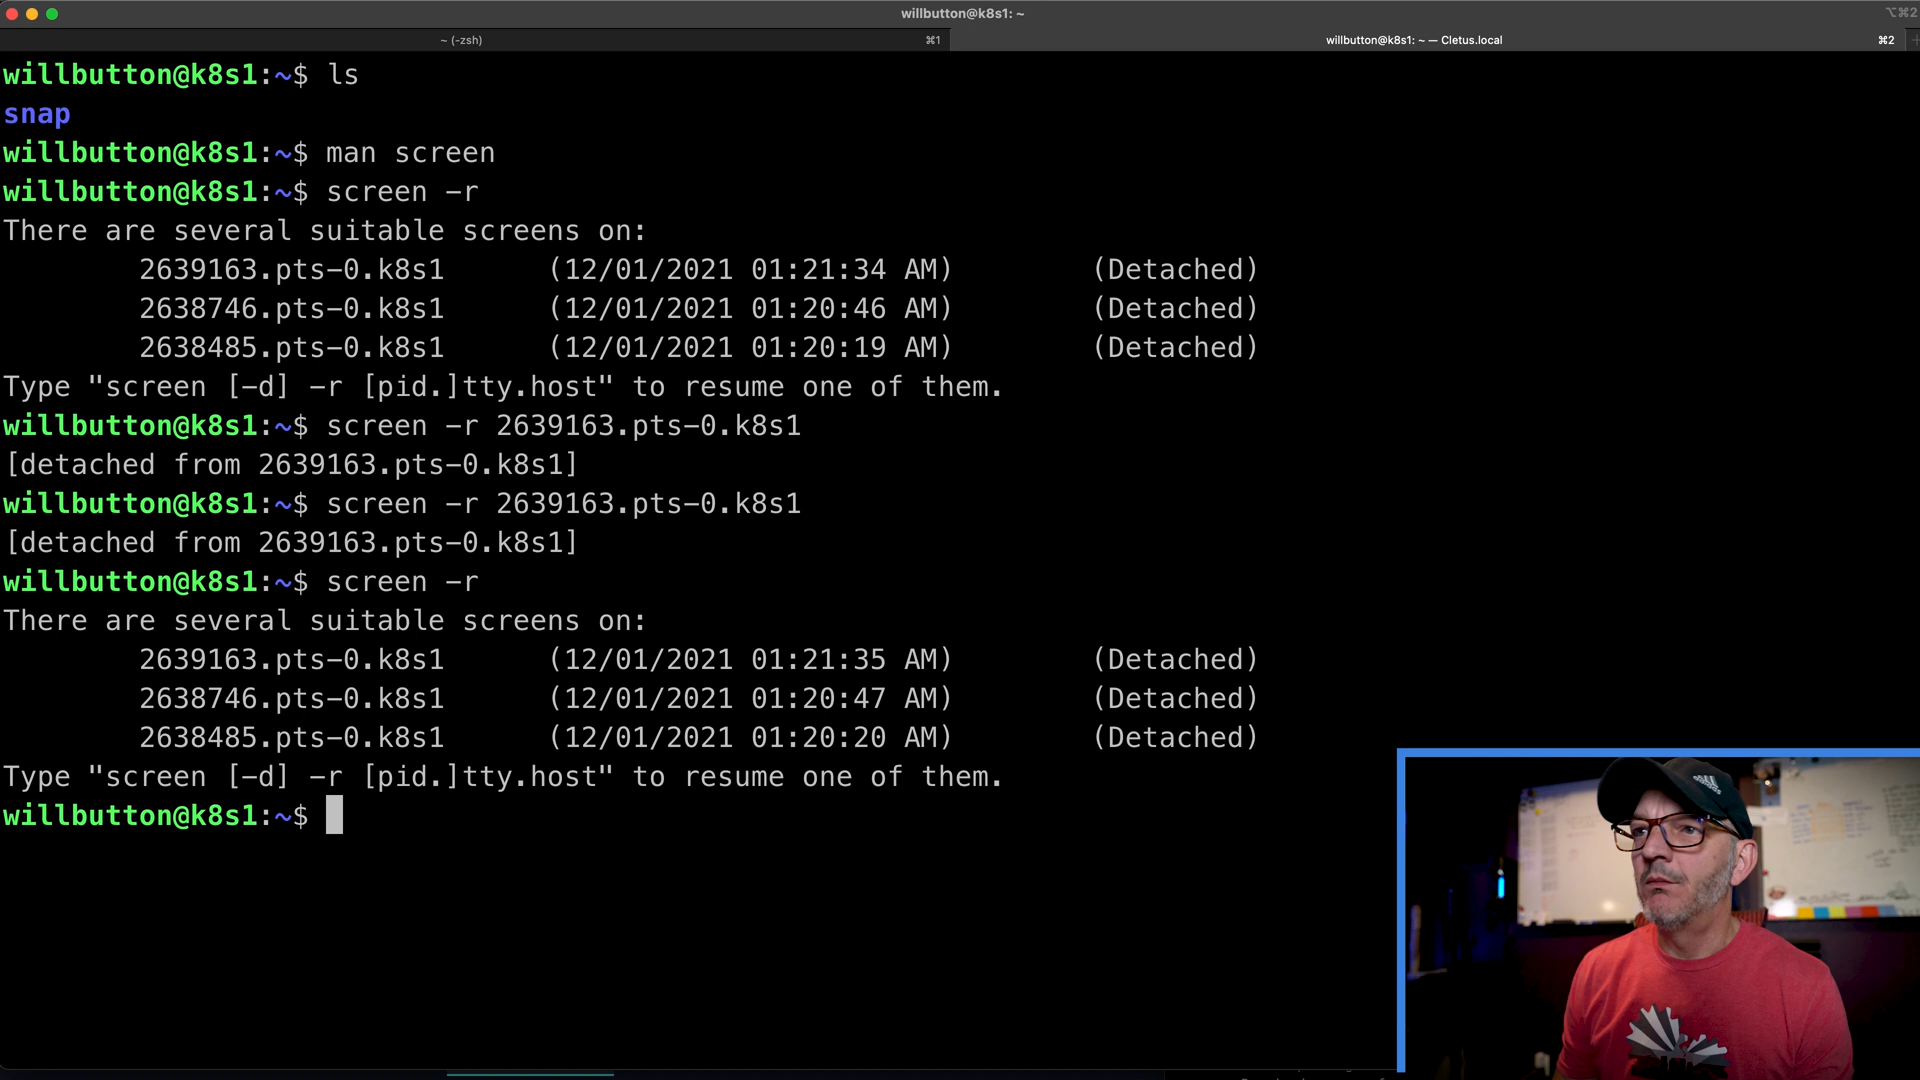 willbutton@k8s1: ~
⌥⌘2
~ (-zsh)
⌘1
willbutton@k8s1: ~ — Cletus.local
⌘2
willbutton@k8s1:~$ ls
snap
willbutton@k8s1:~$ man screen
willbutton@k8s1:~$ screen -r
There are several suitable screens on:
2639163.pts-0.k8s1 (12/01/2021 01:21:34 AM) (Detached)
2638746.pts-0.k8s1 (12/01/2021 01:20:46 AM) (Detached)
2638485.pts-0.k8s1 (12/01/2021 01:20:19 AM) (Detached)
Type "screen [-d] -r [pid.]tty.host" to resume one of them.
willbutton@k8s1:~$ screen -r 2639163.pts-0.k8s1
[detached from 2639163.pts-0.k8s1]
willbutton@k8s1:~$ screen -r 2639163.pts-0.k8s1
[detached from 2639163.pts-0.k8s1]
willbutton@k8s1:~$ screen -r
There are several suitable screens on:
2639163.pts-0.k8s1 (12/01/2021 01:21:35 AM) (Detached)
2638746.pts-0.k8s1 (12/01/2021 01:20:47 AM) (Detached)
2638485.pts-0.k8s1 (12/01/2021 01:20:20 AM) (Detached)
Type "screen [-d] -r [pid.]tty.host" to resume one of them.
willbutton@k8s1:~$